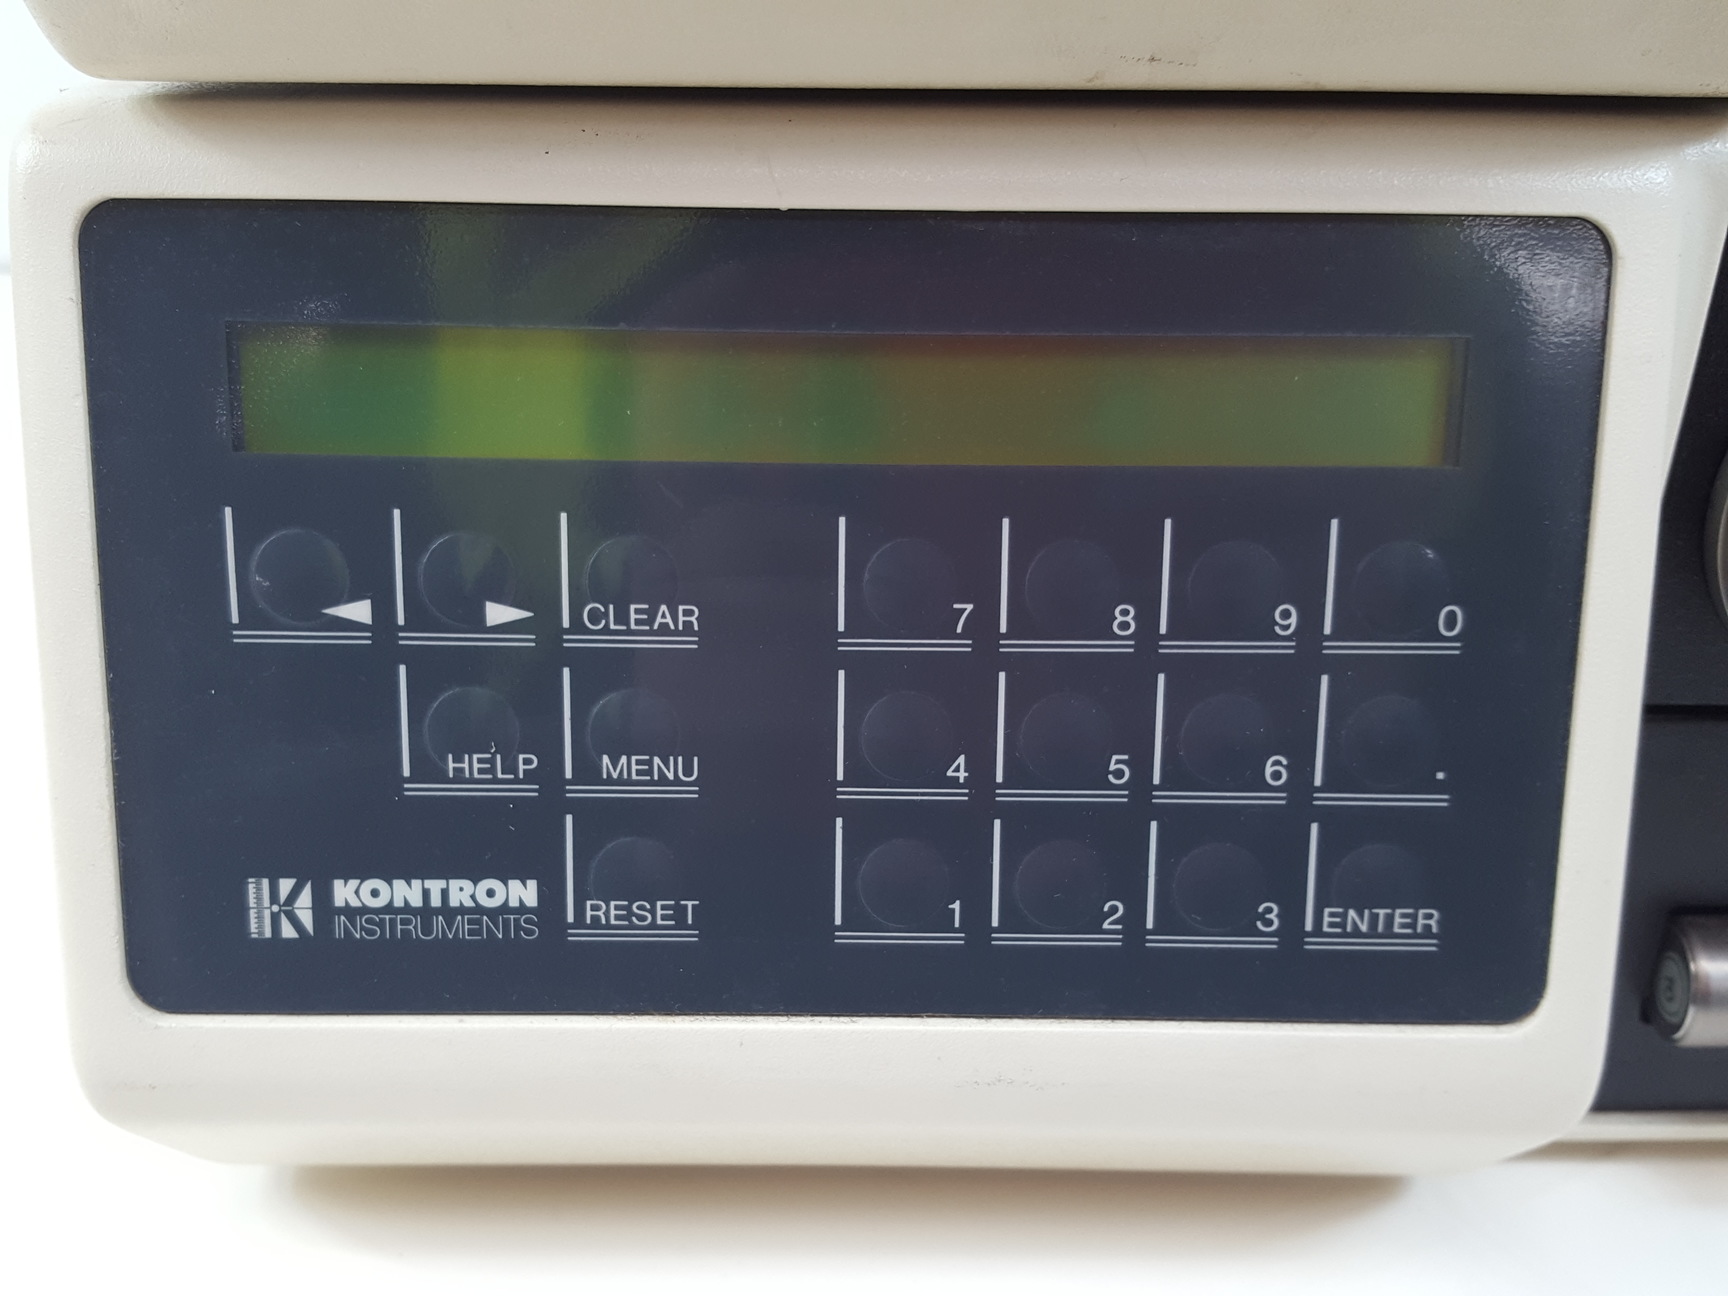 ◀ ▶ CLEAR 7 8 9 0
HELP MENU 4 5 6 .
RESET 1 2 3 ENTER
KONTRON
INSTRUMENTS